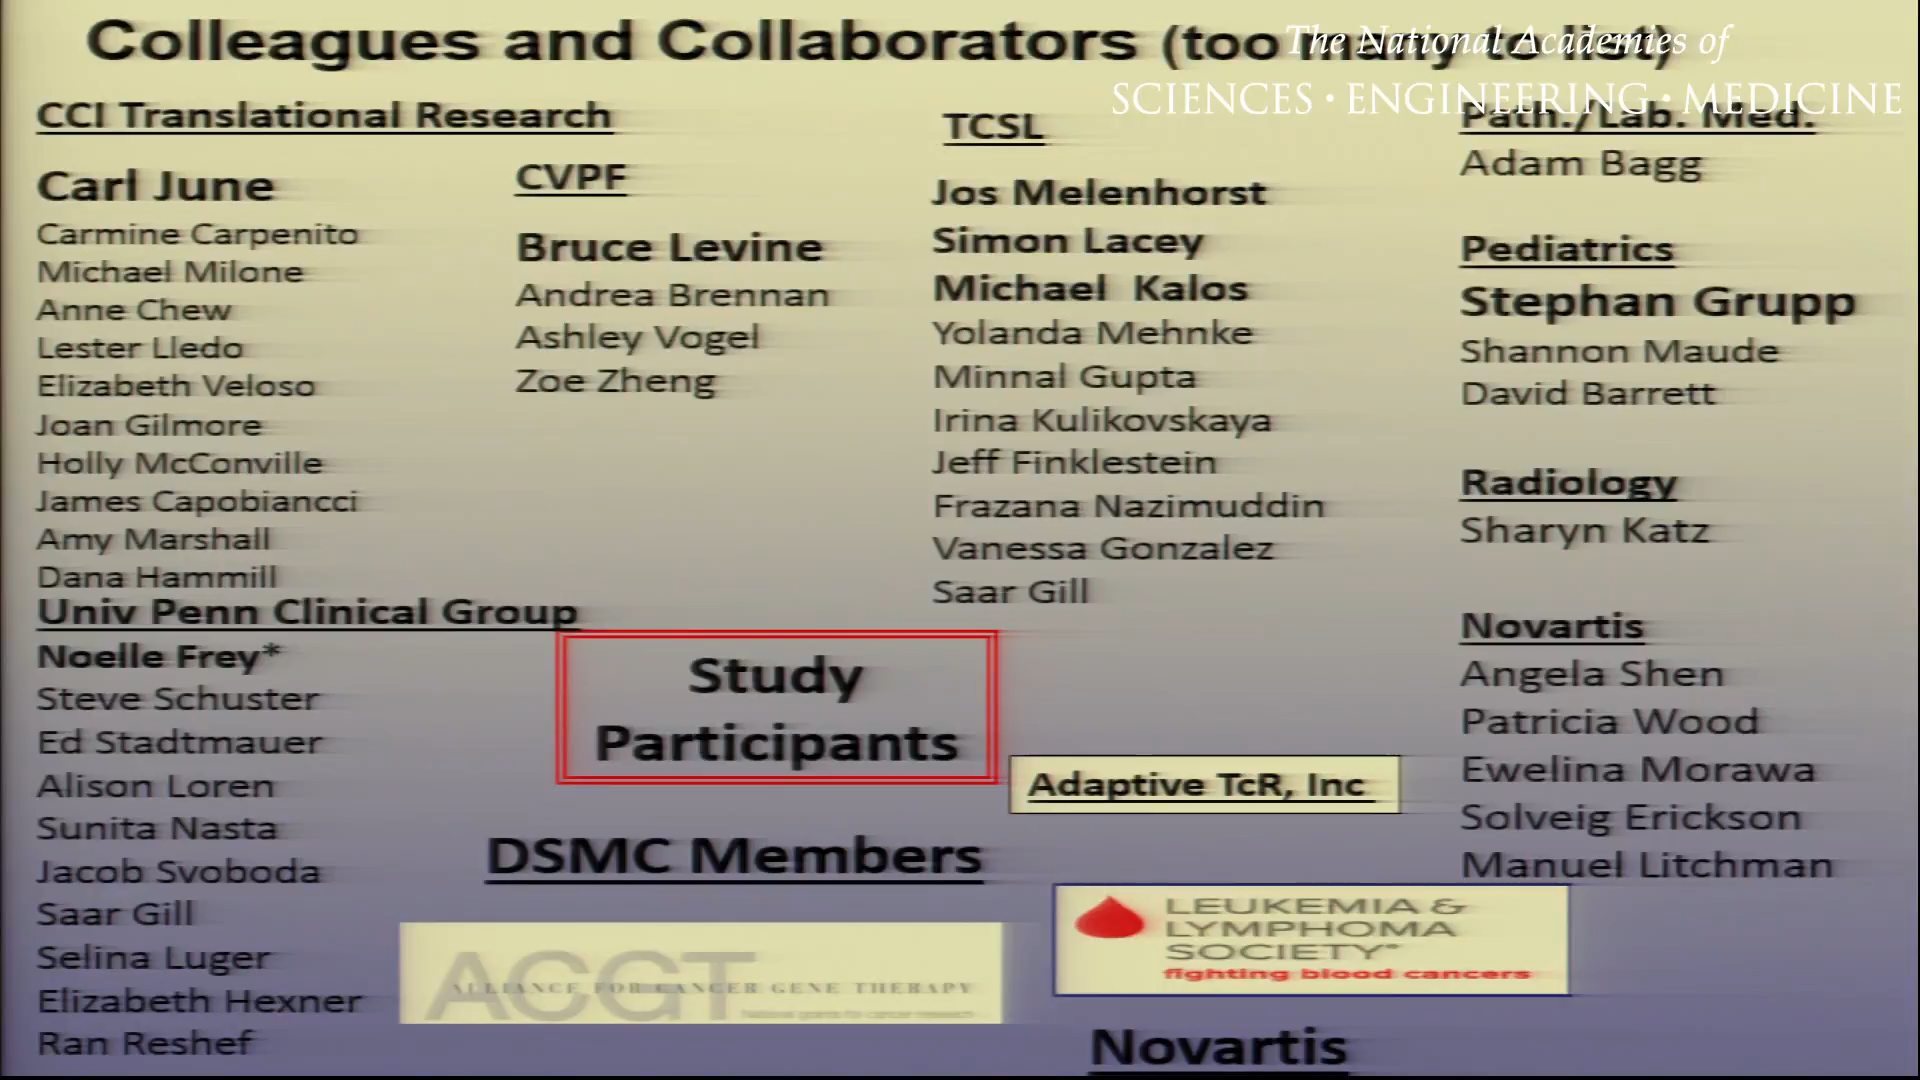 Colleagues and Collaborators (too many to list)
The National Academies of
SCIENCES · ENGINEERING · MEDICINE
CCI Translational Research
Carl June
Carmine Carpenito
Michael Milone
Anne Chew
Lester Lledo
Elizabeth Veloso
Joan Gilmore
Holly McConville
James Capobiancci
Amy Marshall
Dana Hammill
Univ Penn Clinical Group
Noelle Frey*
Steve Schuster
Ed Stadtmauer
Alison Loren
Sunita Nasta
Jacob Svoboda
Saar Gill
Selina Luger
Elizabeth Hexner
Ran Reshef
CVPF
Bruce Levine
Andrea Brennan
Ashley Vogel
Zoe Zheng
Study
Participants
DSMC Members
ACGT
ALLIANCE FOR CANCER GENE THERAPY
National grants for cancer research
TCSL
Jos Melenhorst
Simon Lacey
Michael Kalos
Yolanda Mehnke
Minnal Gupta
Irina Kulikovskaya
Jeff Finklestein
Frazana Nazimuddin
Vanessa Gonzalez
Saar Gill
Adaptive TcR, Inc
LEUKEMIA &
LYMPHOMA
SOCIETY®
fighting blood cancers
Novartis
Path./Lab. Med.
Adam Bagg
Pediatrics
Stephan Grupp
Shannon Maude
David Barrett
Radiology
Sharyn Katz
Novartis
Angela Shen
Patricia Wood
Ewelina Morawa
Solveig Erickson
Manuel Litchman